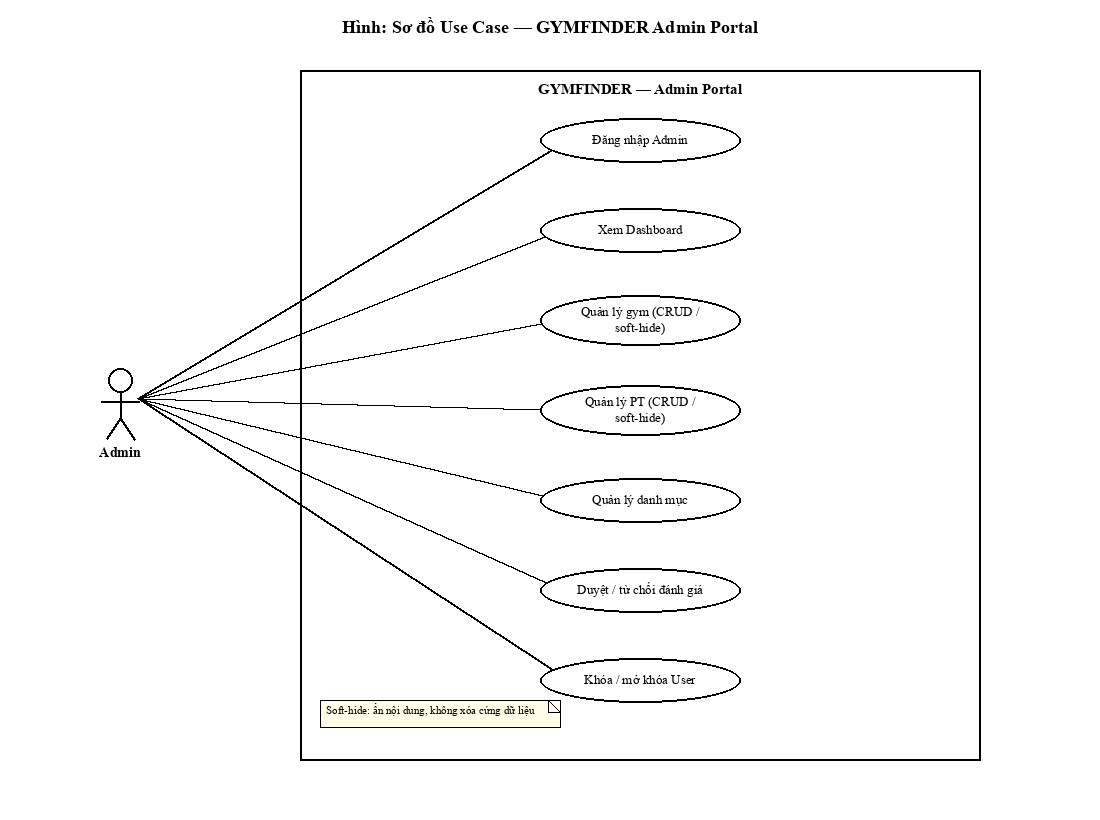 Hình: Sơ đồ Use Case — GYMFINDER Admin Portal
GYMFINDER — Admin Portal
Đăng nhập Admin
Xem Dashboard
Quản lý gym (CRUD /
soft-hide)
Quản lý PT (CRUD /
soft-hide)
Admin
Quản lý danh mục
Duyệt / từ chối đánh giá
Khóa / mở khóa User
Soft-hide: ẩn nội dung, không xóa cứng dữ liệu